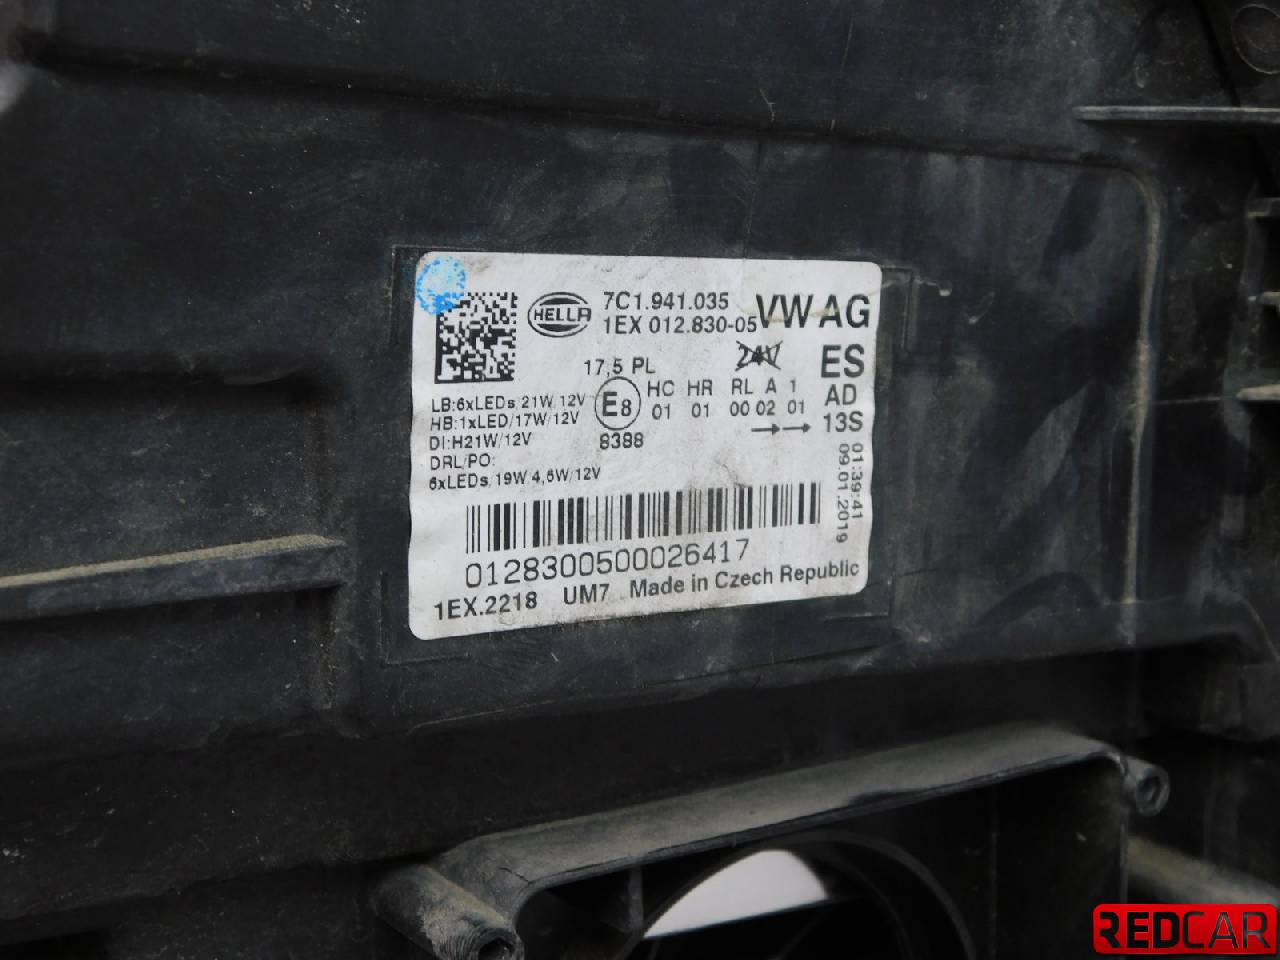 HELLA
7C1.941.035
1EX 012.830-05
VW AG
17,5 PL
24V
ES
LB:6xLEDs/21W/12V
HB:1xLED/17W/12V
DI:H21W/12V
DRL/PO:
6xLEDs/19W/4,6W/12V
E8
8388
HC HR RL A 1
01 01 00 02 01
AD
13S
01:39:41
09.01.2019
0128300500026417
1EX.2218 UM7 Made in Czech Republic
REDCAR